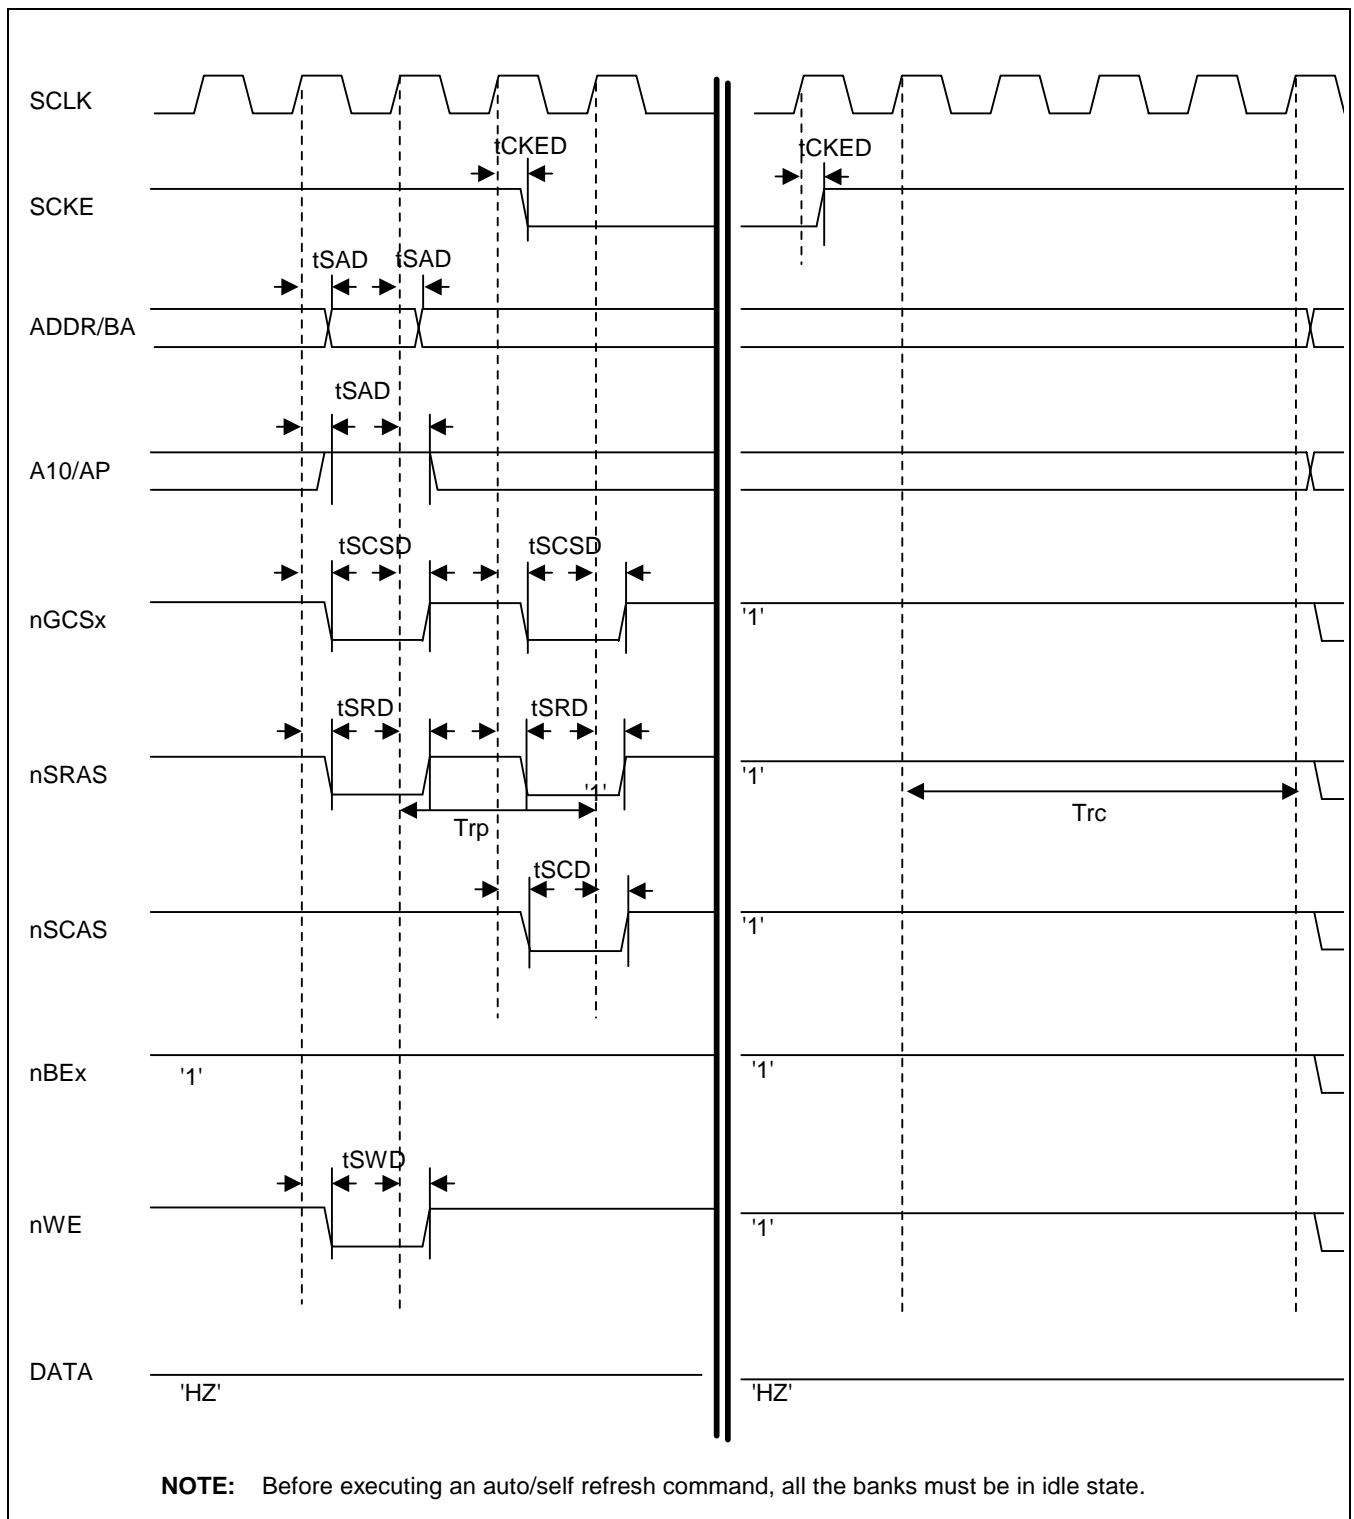 SCLK
tCKED
tCKED
SCKE
tSAD
tSAD
ADDR/BA
tSAD
A10/AP
tSCSD
tSCSD
nGCSx
'1'
tSRD
tSRD
nSRAS
'1'
'1'
Trp
Trc
tSCD
nSCAS
'1'
nBEx
'1'
'1'
tSWD
nWE
'1'
DATA
'HZ'
'HZ'
NOTE: Before executing an auto/self refresh command, all the banks must be in idle state.